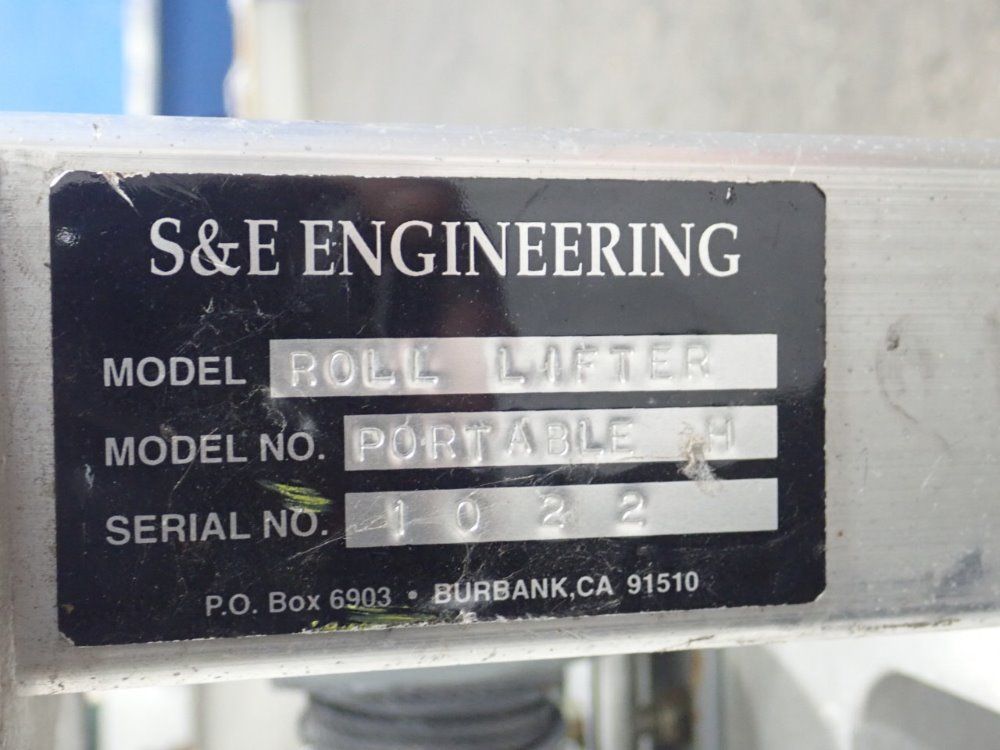 S&E ENGINEERING
MODEL ROLL LIFTER
MODEL NO. PORTABLE H
SERIAL NO. 1022
P.O. Box 6903 • BURBANK,CA 91510